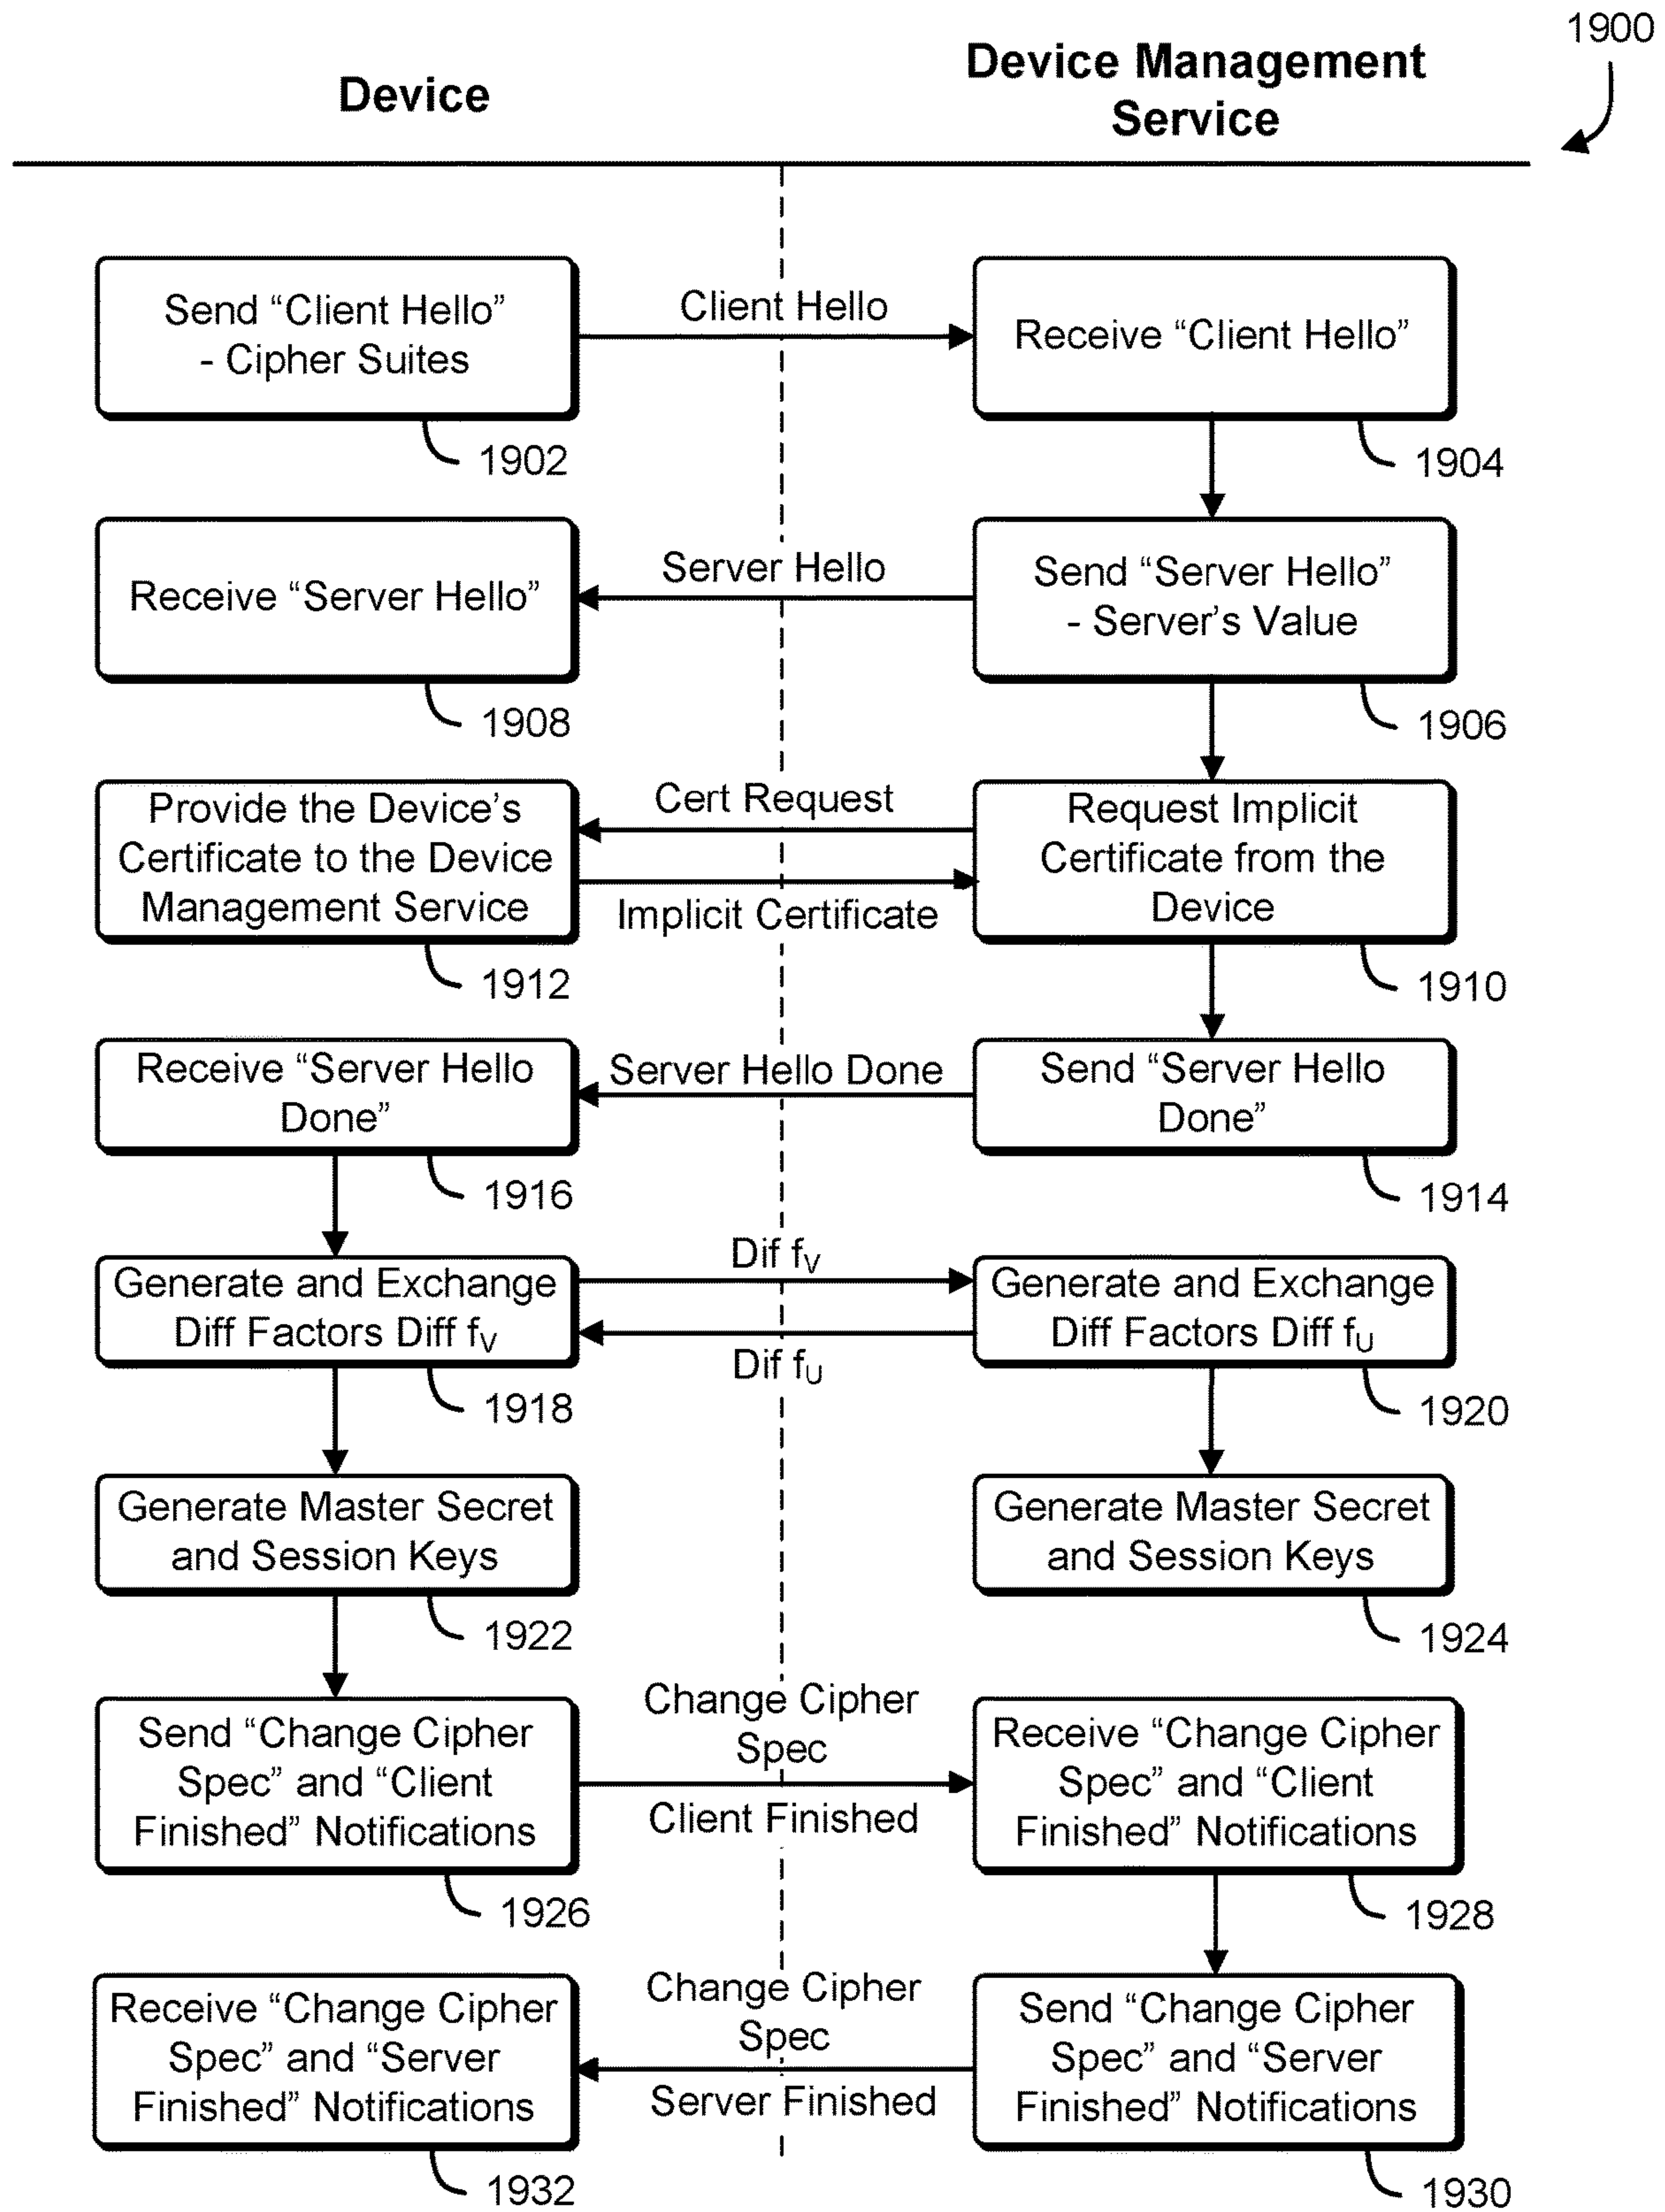 1900
Device
Device Management
Service
Send “Client Hello”
- Cipher Suites
1902
Client Hello
Receive “Client Hello”
1904
Receive “Server Hello”
1908
Server Hello
Send “Server Hello”
- Server’s Value
1906
Provide the Device’s
Certificate to the Device
Management Service
1912
Cert Request
Implicit Certificate
Request Implicit
Certificate from the
Device
1910
Receive “Server Hello
Done”
1916
Server Hello Done
Send “Server Hello
Done”
1914
Generate and Exchange
Diff Factors Diff fV
1918
Dif fV
Dif fU
Generate and Exchange
Diff Factors Diff fU
1920
Generate Master Secret
and Session Keys
1922
Generate Master Secret
and Session Keys
1924
Send “Change Cipher
Spec” and “Client
Finished” Notifications
1926
Change Cipher
Spec
Client Finished
Receive “Change Cipher
Spec” and “Client
Finished” Notifications
1928
Receive “Change Cipher
Spec” and “Server
Finished” Notifications
1932
Change Cipher
Spec
Server Finished
Send “Change Cipher
Spec” and “Server
Finished” Notifications
1930